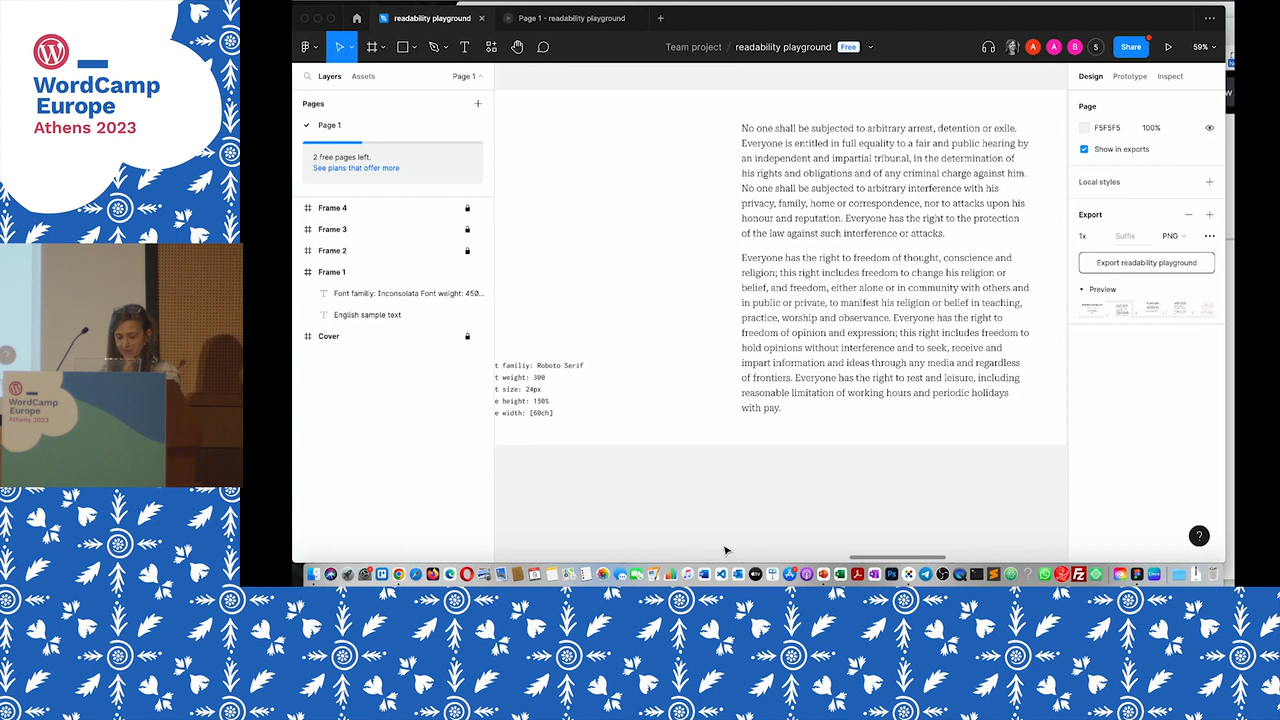 WordCamp
Europe
Athens 2023
WordCamp
Europe
Athens 2023
readability playground
Page 1 - readability playground
Team project / readability playground Free
A
A
B
5
Share
59%
Layers
Assets
Page 1
Pages
Page 1
2 free pages left.
See plans that offer more
Frame 4
Frame 3
Frame 2
Frame 1
Font familiy: Inconsolata Font weight: 450...
English sample text
Cover
t familiy: Roboto Serif
t weight: 300
t size: 24px
e height: 150%
e width: [60ch]
No one shall be subjected to arbitrary arrest, detention or exile.
Everyone is entitled in full equality to a fair and public hearing by
an independent and impartial tribunal, in the determination of
his rights and obligations and of any criminal charge against him.
No one shall be subjected to arbitrary interference with his
privacy, family, home or correspondence, nor to attacks upon his
honour and reputation. Everyone has the right to the protection
of the law against such interference or attacks.
Everyone has the right to freedom of thought, conscience and
religion; this right includes freedom to change his religion or
belief, and freedom, either alone or in community with others and
in public or private, to manifest his religion or belief in teaching,
practice, worship and observance. Everyone has the right to
freedom of opinion and expression; this right includes freedom to
hold opinions without interference and to seek, receive and
impart information and ideas through any media and regardless
of frontiers. Everyone has the right to rest and leisure, including
reasonable limitation of working hours and periodic holidays
with pay.
Design
Prototype
Inspect
Page
F5F5F5
100%
Show in exports
Local styles
Export
1x
Suffix
PNG
Export readability playground
Preview
?